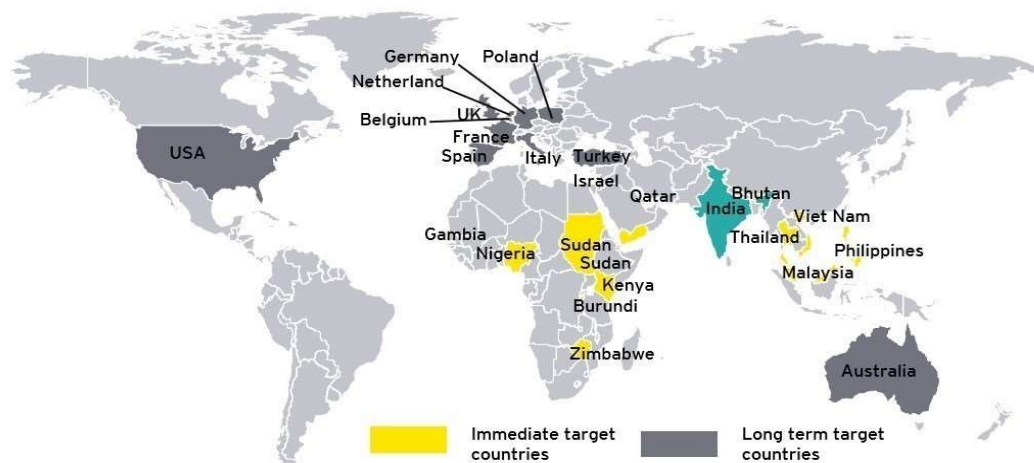 Germany
Poland
Netherland
Belgium
UK
France
Spain
Italy
Turkey
USA
Israel
Qatar
Bhutan
India
Viet Nam
Thailand
Philippines
Malaysia
Gambia
Nigeria
Sudan
Sudan
Kenya
Burundi
Zimbabwe
Australia
Immediate target
countries
Long term target
countries